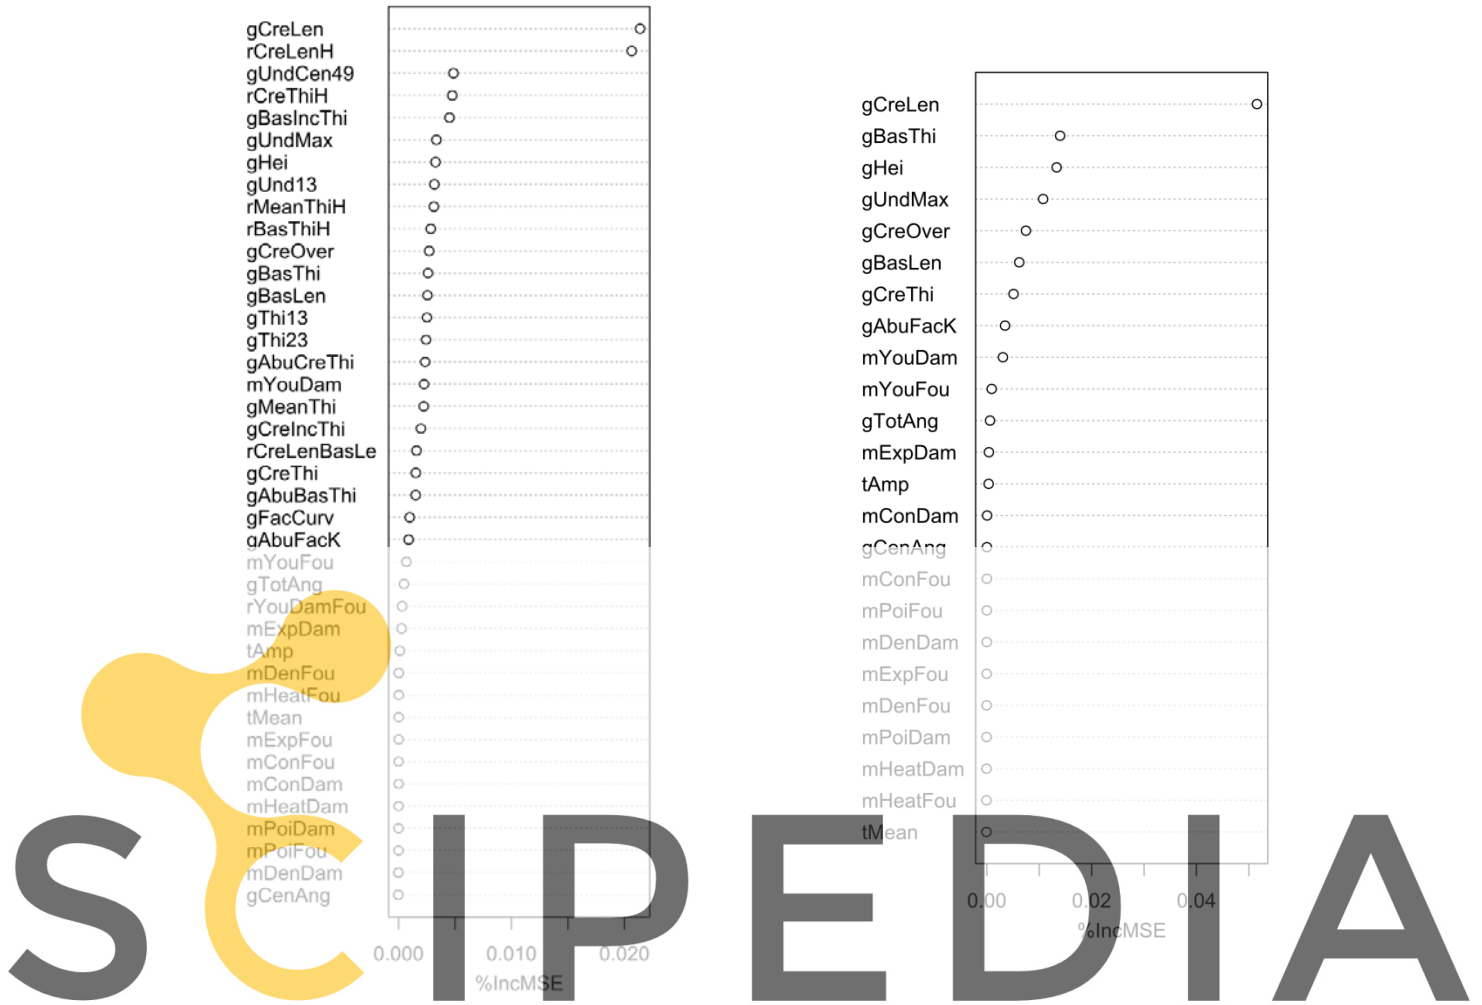 gCreLen
rCreLenH
gUndCen49
rCreThiH
gBasIncThi
gUndMax
gHei
gUnd13
rMeanThiH
rBasThiH
gCreOver
gBasThi
gBasLen
gThi13
gThi23
gAbuCreThi
mYouDam
gMeanThi
gCreIncThi
rCreLenBasLe
gCreThi
gAbuBasThi
gFacCurv
gAbuFacK
mYouFou
gTotAng
rYouDamFou
mExpDam
tAmp
mDenFou
mHeatFou
tMean
mExpFou
mConFou
mConDam
mHeatDam
mPoiDam
mPoiFou
mDenDam
gCenAng
0.000 0.010 0.020
%IncMSE
gCreLen
gBasThi
gHei
gUndMax
gCreOver
gBasLen
gCreThi
gAbuFacK
mYouDam
mYouFou
gTotAng
mExpDam
tAmp
mConDam
gCenAng
mConFou
mPoiFou
mDenDam
mExpFou
mDenFou
mPoiDam
mHeatDam
mHeatFou
tMean
0.00 0.02 0.04
%IncMSE
SCIPEDIA